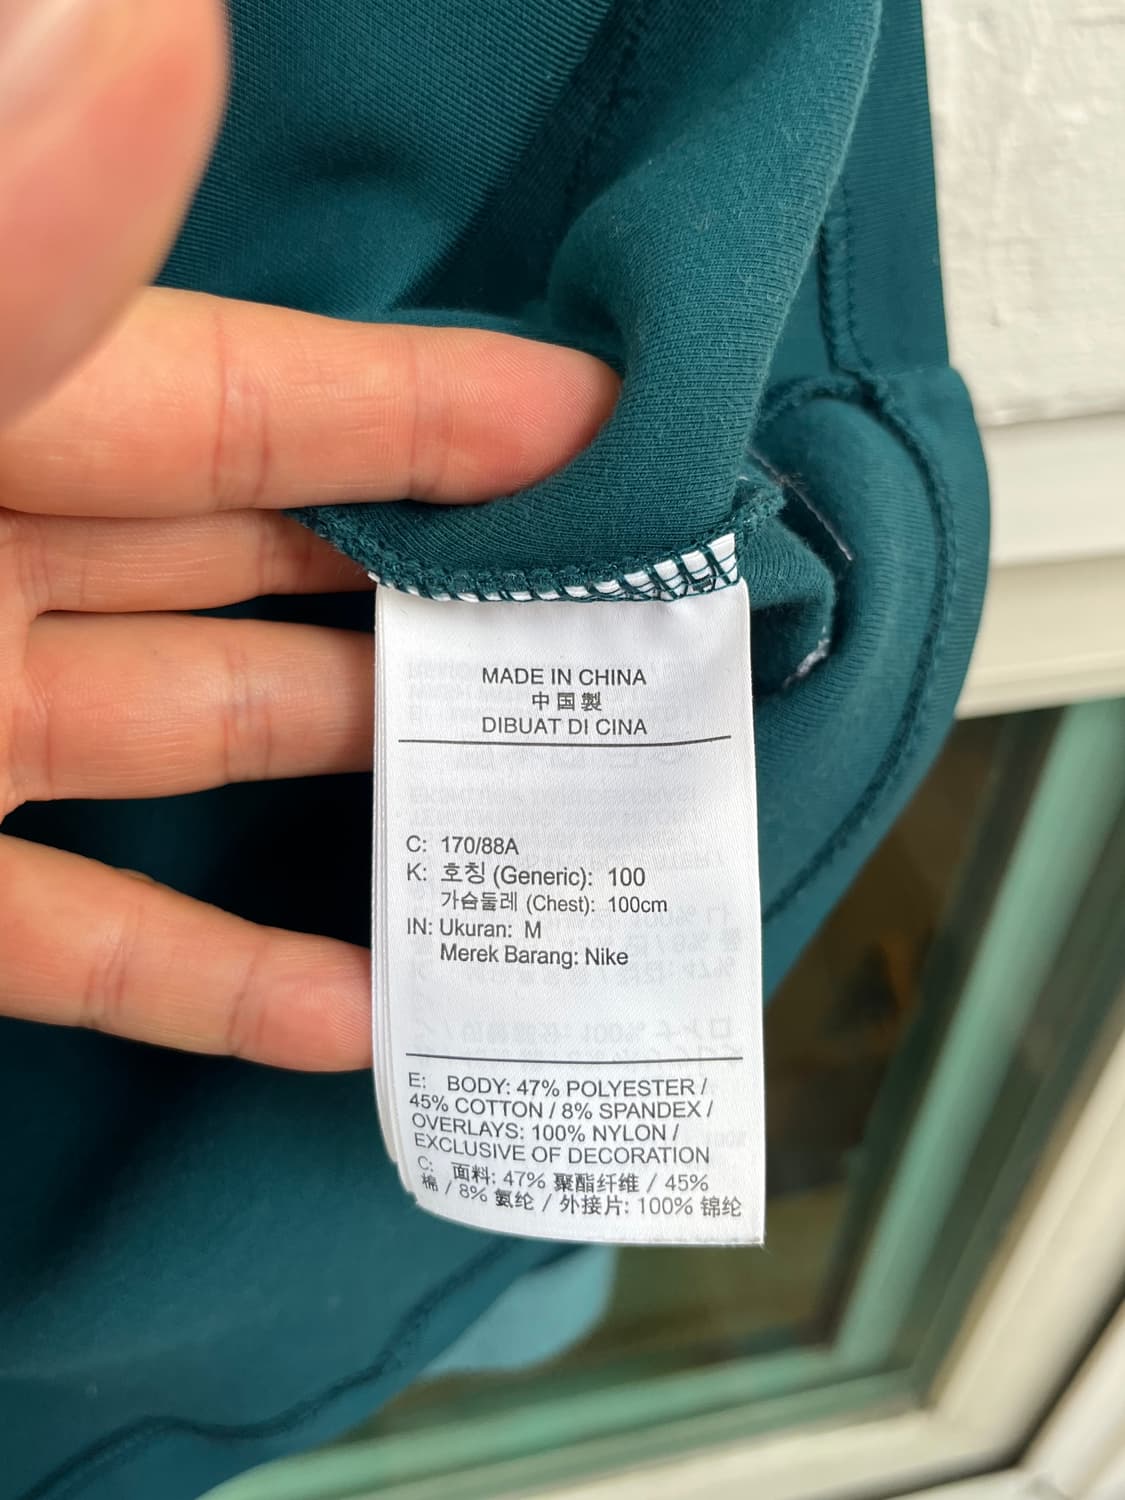 MADE IN CHINA
中国製
DIBUAT DI CINA
C: 170/88A
K: 호칭 (Generic): 100
가슴둘레 (Chest): 100cm
IN: Ukuran: M
Merek Barang: Nike
E: BODY: 47% POLYESTER /
45% COTTON / 8% SPANDEX /
OVERLAYS: 100% NYLON /
EXCLUSIVE OF DECORATION
C: 面料: 47% 聚酯纤维 / 45%
棉 / 8% 氨纶 / 外接片: 100% 锦纶